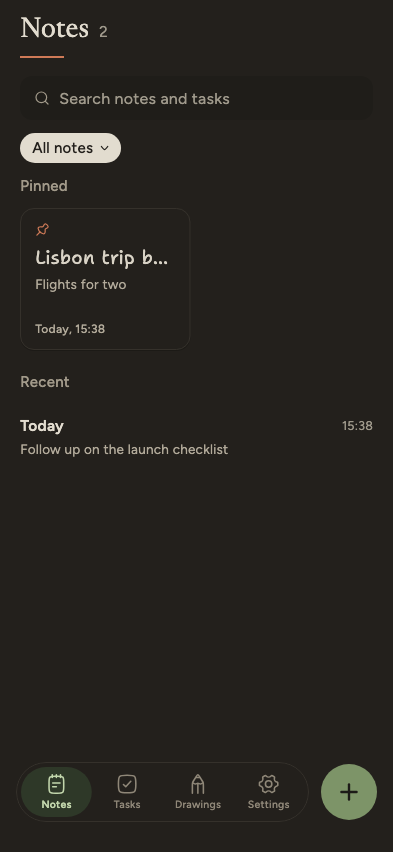 Notes 2
Search notes and tasks
All notes
Pinned
Lisbon trip b...
Flights for two
Today, 15:38
Recent
Today 15:38
Follow up on the launch checklist
Notes Tasks Drawings Settings